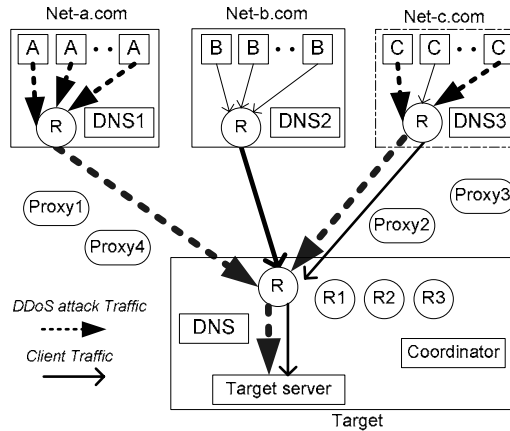 Net-a.com Net-b.com Net-c.com
A A A B B B C C C
R DNS1 R DNS2 R DNS3
Proxy1 Proxy2 Proxy3
Proxy4
R R1 R2 R3
DDoS attack Traffic
DNS
Client Traffic
Coordinator
Target server
Target